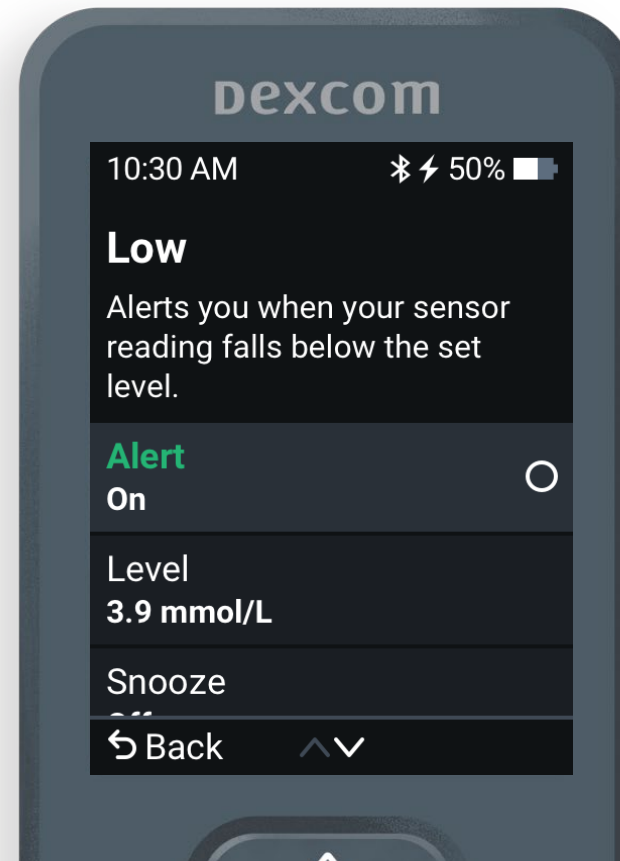 Dexcom
10:30 AM 50%
Low
Alerts you when your sensor
reading falls below the set
level.
Alert
On
Level
3.9 mmol/L
Snooze
Back